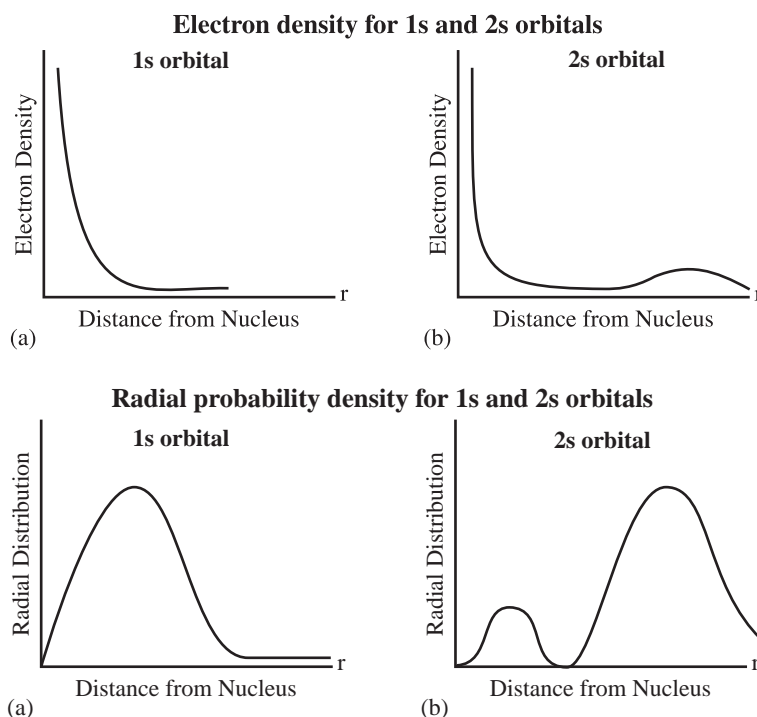 Electron density for 1s and 2s orbitals
1s orbital
Electron Density
r
Distance from Nucleus
(a)
2s orbital
Electron Density
r
Distance from Nucleus
(b)
Radial probability density for 1s and 2s orbitals
1s orbital
Radial Distribution
r
Distance from Nucleus
(a)
2s orbital
Radial Distribution
r
Distance from Nucleus
(b)